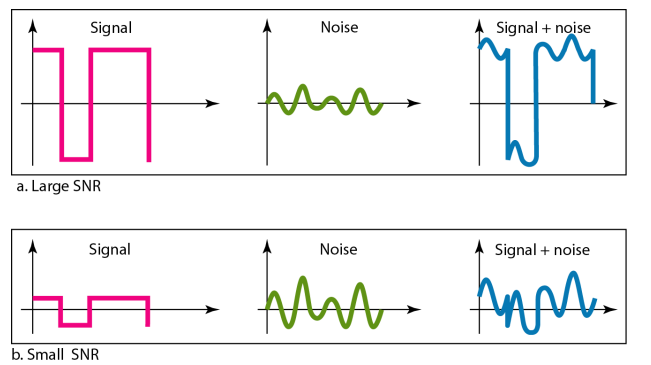 Signal
Noise
Signal + noise
a. Large SNR
Signal
Noise
Signal + noise
b. Small SNR